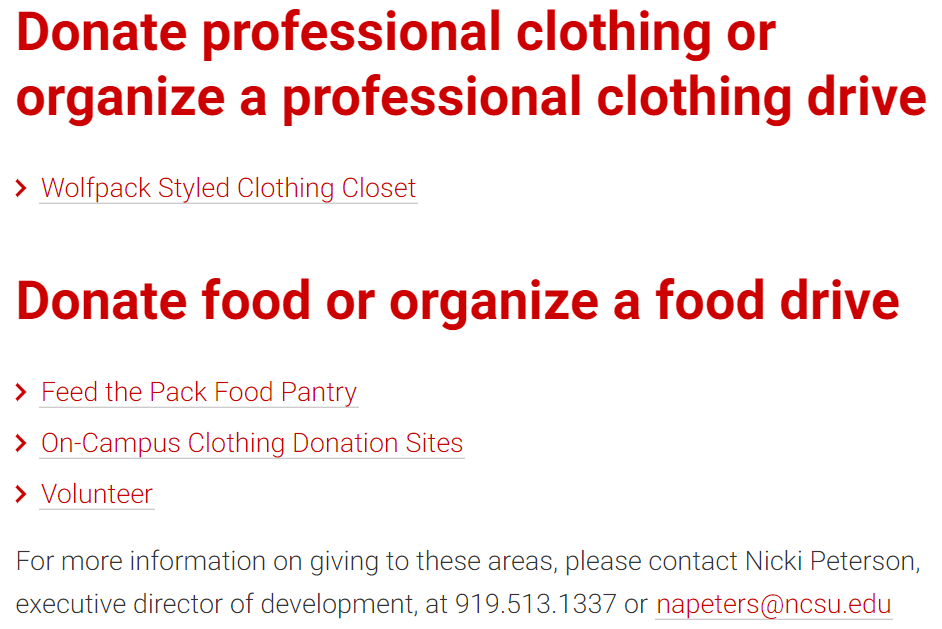 Donate professional clothing or
organize a professional clothing drive
Wolfpack Styled Clothing Closet
Donate food or organize a food drive
Feed the Pack Food Pantry
On-Campus Clothing Donation Sites
Volunteer
For more information on giving to these areas, please contact Nicki Peterson,
executive director of development, at 919.513.1337 or napeters@ncsu.edu